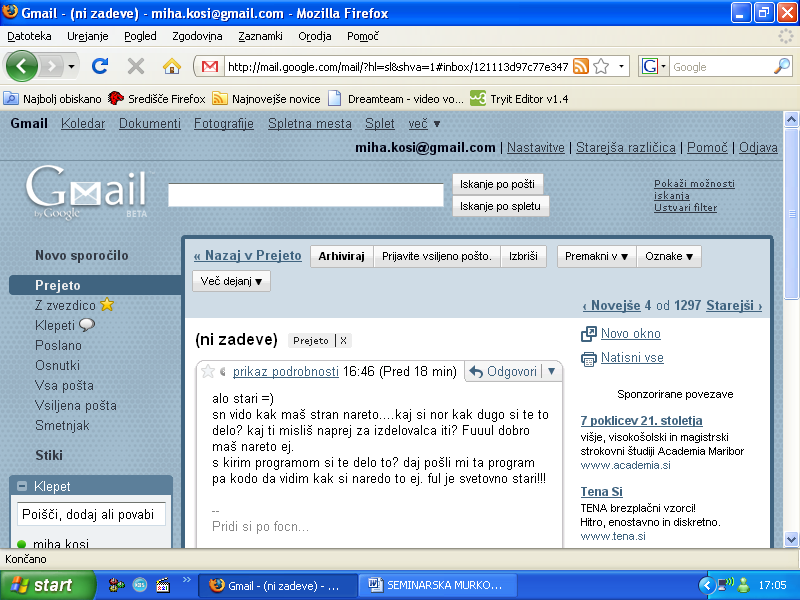 Gmail - (ni zadeve) - miha.kosi@gmail.com - Mozilla Firefox
Datoteka Urejanje Pogled Zgodovina Zaznamki Orodja Pomoč
http://mail.google.com/mail/?hl=sl&shva=1#inbox/121113d97c77e347 Google
Najbolj obiskano Središče Firefox Najnovejše novice Dreamteam - video vo... Tryit Editor v1.4
Gmail Koledar Dokumenti Fotografije Spletna mesta Splet več ▼
miha.kosi@gmail.com | Nastavitve | Starejša različica | Pomoč | Odjava
Gmail
by Google BETA
Iskanje po pošti
Iskanje po spletu
Pokaži možnosti
iskanja
Ustvari filter
Novo sporočilo
Prejeto
Z zvezdico
Klepeti
Poslano
Osnutki
Vsa pošta
Vsiljena pošta
Smetnjak
Stiki
Klepet
Poišči, dodaj ali povabi
miha kosi
« Nazaj v Prejeto Arhiviraj Prijavite vsiljeno pošto. Izbriši Premakni v ▼ Oznake ▼
Več dejanj ▼
‹ Novejše 4 od 1297 Starejši ›
(ni zadeve) Prejeto | X
prikaz podrobnosti 16:46 (Pred 18 min) Odgovori ▼
alo stari =)
sn vido kak maš stran nareto....kaj si nor kak dugo si te to
delo? kaj ti misliš naprej za izdelovalca iti? Fuuul dobro
maš nareto ej.
s kirim programom si te delo to? daj pošli mi ta program
pa kodo da vidim kak si naredo to ej. ful je svetovno stari!!!
--
Pridi si po focn...
Novo okno
Natisni vse
Sponzorirane povezave
7 poklicev 21. stoletja
višje, visokošolski in magistrski
strokovni študiji Academia Maribor
www.academia.si
Tena Si
TENA brezplačni vzorci!
Hitro, enostavno in diskretno.
www.tena.si
Končano
start Gmail - (ni zadeve) - ... SEMINARSKA MURKO... 17:05